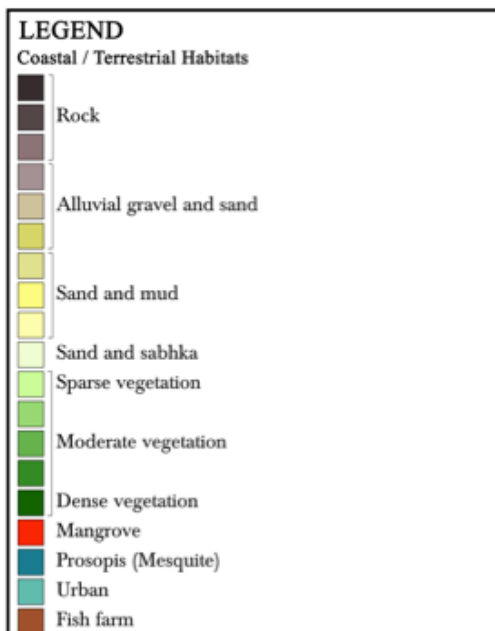 LEGEND
Coastal / Terrestrial Habitats
Rock
Alluvial gravel and sand
Sand and mud
Sand and sabhka
Sparse vegetation
Moderate vegetation
Dense vegetation
Mangrove
Prosopis (Mesquite)
Urban
Fish farm